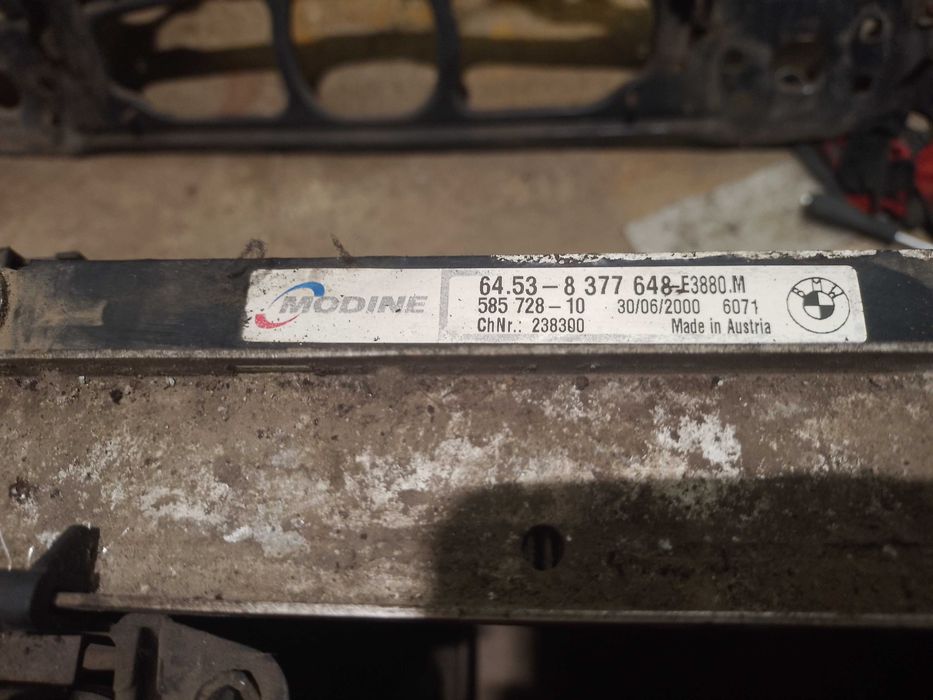 MODINE
64.53-8 377 648-E3880.M
585 728-10 30/06/2000 6071
ChNr.: 238390 Made in Austria
BMW